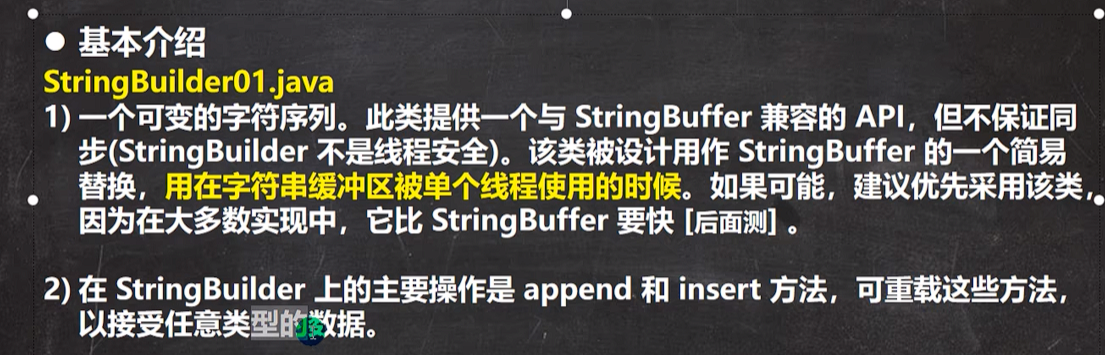 ● 基本介绍
StringBuilder01.java
1) 一个可变的字符序列。此类提供一个与 StringBuffer 兼容的 API，但不保证同
步(StringBuilder 不是线程安全)。该类被设计用作 StringBuffer 的一个简易
替换，用在字符串缓冲区被单个线程使用的时候。如果可能，建议优先采用该类，
因为在大多数实现中，它比 StringBuffer 要快 [后面测] 。
2) 在 StringBuilder 上的主要操作是 append 和 insert 方法，可重载这些方法，
以接受任意类型的数据。